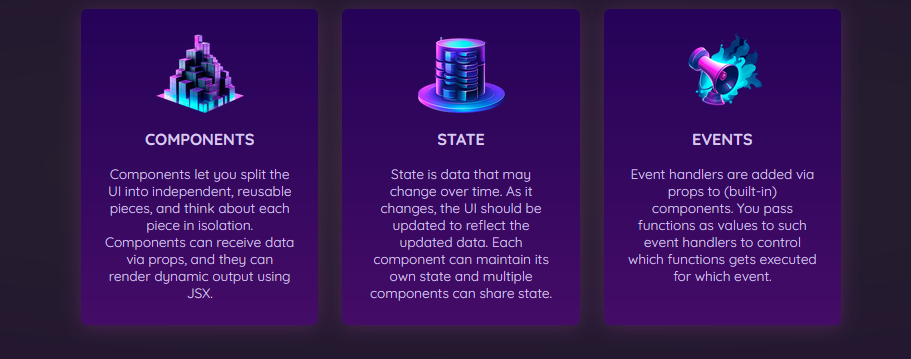 COMPONENTS
Components let you split the
UI into independent, reusable
pieces, and think about each
piece in isolation.
Components can receive data
via props, and they can
render dynamic output using
JSX.
STATE
State is data that may
change over time. As it
changes, the UI should be
updated to reflect the
updated data. Each
component can maintain its
own state and multiple
components can share state.
EVENTS
Event handlers are added via
props to (built-in)
components. You pass
functions as values to such
event handlers to control
which functions gets executed
for which event.